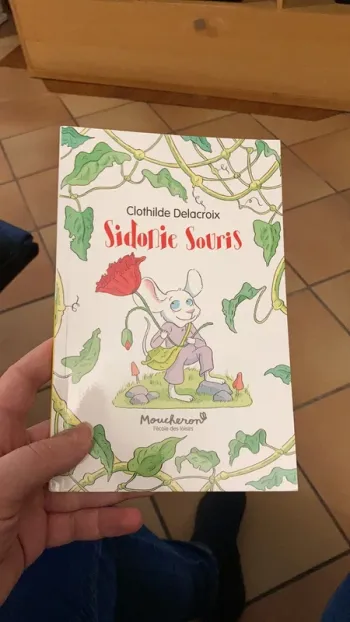 Clothilde Delacroix
Sidonie Souris
Moucheron
l'école des loisirs